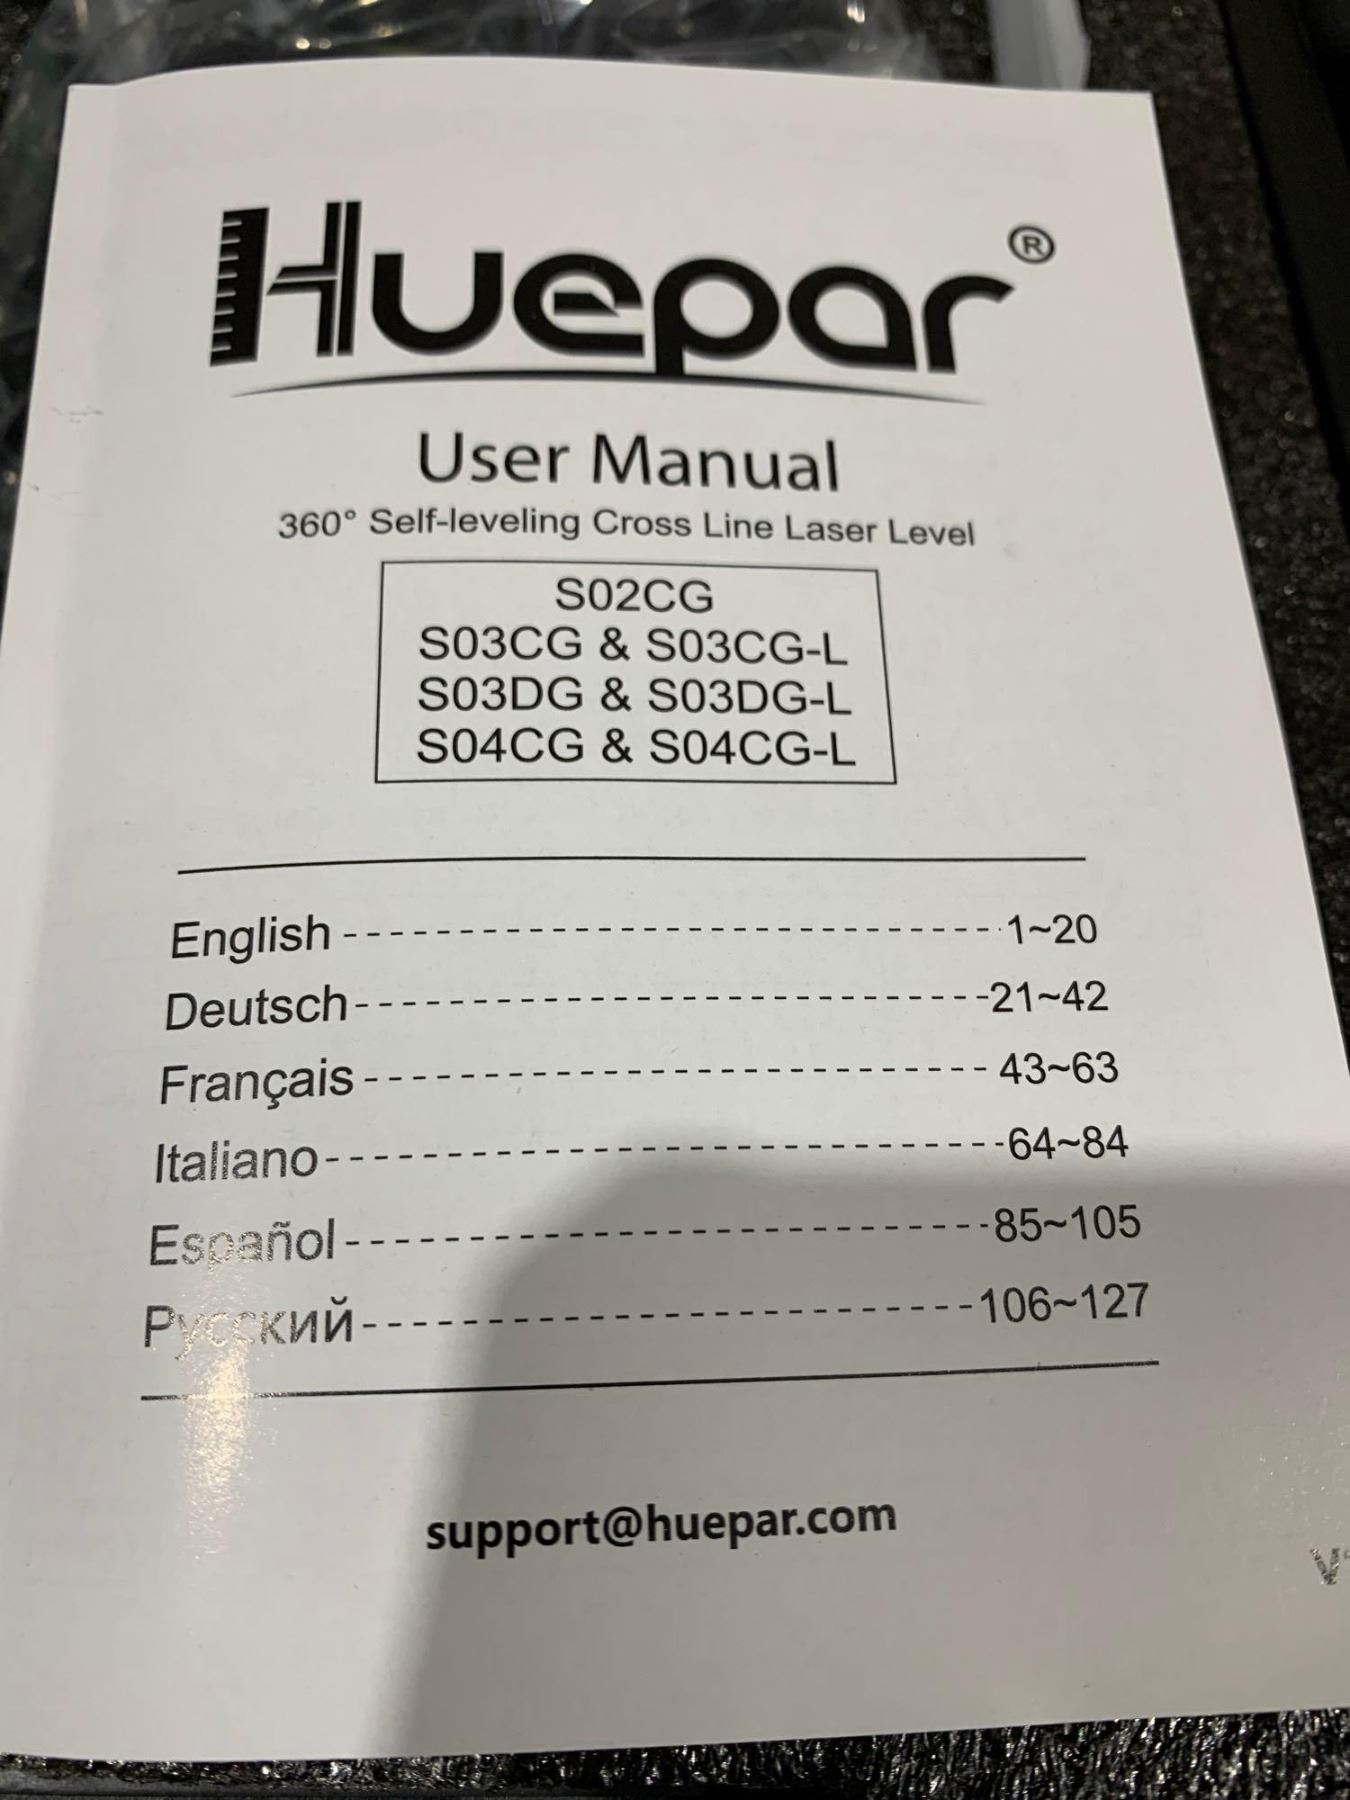 Huepar®
User Manual
360° Self-leveling Cross Line Laser Level
S02CG
S03CG & S03CG-L
S03DG & S03DG-L
S04CG & S04CG-L
English ---------------------------- 1~20
Deutsch ---------------------------- 21~42
Français ---------------------------- 43~63
Italiano ---------------------------- 64~84
Español ---------------------------- 85~105
Русский ---------------------------- 106~127
support@huepar.com